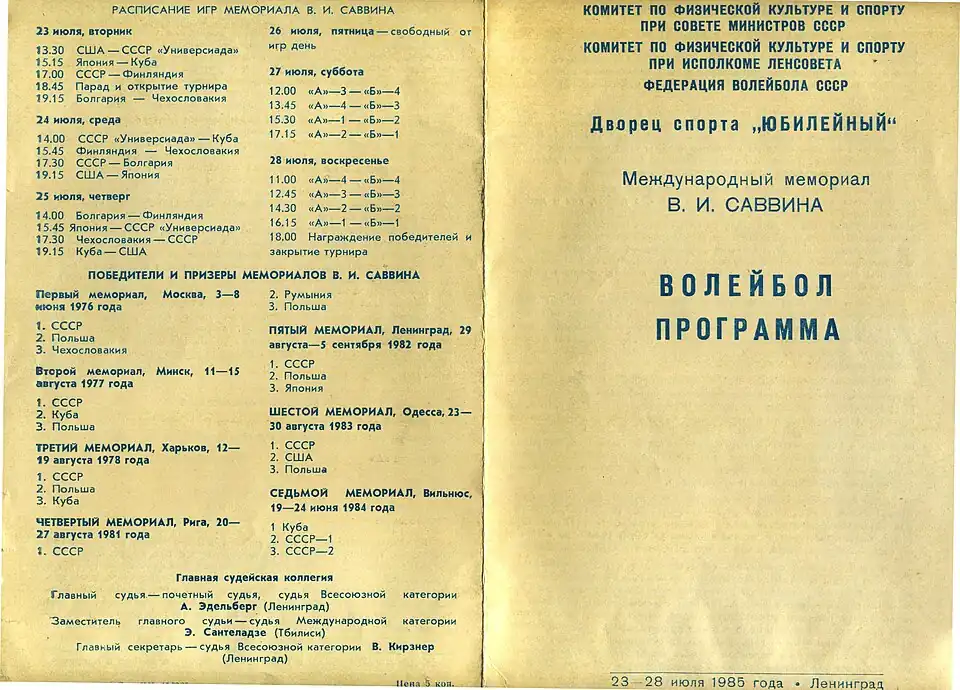 РАСПИСАНИЕ ИГР МЕМОРИАЛА В. И. САВВИНА
23 июля, вторник
13.30 США — СССР «Универсиада»
15.15 Япония — Куба
17.00 СССР — Финляндия
18.45 Парад и открытие турнира
19.15 Болгария — Чехословакия
24 июля, среда
14.00 СССР «Универсиада» — Куба
15.45 Финляндия — Чехословакия
17.30 СССР — Болгария
19.15 США — Япония
25 июля, четверг
14.00 Болгария — Финляндия
15.45 Япония — СССР «Универсиада»
17.30 Чехословакия — СССР
19.15 Куба — США
26 июля, пятница — свободный от
игр день
27 июля, суббота
12.00 «А»—3 — «Б»—4
13.45 «А»—4 — «Б»—3
15.30 «А»—1 — «Б»—2
17.15 «А»—2 — «Б»—1
28 июля, воскресенье
11.00 «А»—4 — «Б»—4
12.45 «А»—3 — «Б»—3
14.30 «А»—2 — «Б»—2
16.15 «А»—1 — «Б»—1
18.00 Награждение победителей и
закрытие турнира
ПОБЕДИТЕЛИ И ПРИЗЕРЫ МЕМОРИАЛОВ В. И. САВВИНА
Первый мемориал, Москва, 3—8
июня 1976 года
1. СССР
2. Польша
3. Чехословакия
Второй мемориал, Минск, 11—15
августа 1977 года
1. СССР
2. Куба
3. Польша
ТРЕТИЙ МЕМОРИАЛ, Харьков, 12—
19 августа 1978 года
1. СССР
2. Польша
3. Куба
ЧЕТВЕРТЫЙ МЕМОРИАЛ, Рига, 20—
27 августа 1981 года
1. СССР
2. Румыния
3. Польша
ПЯТЫЙ МЕМОРИАЛ, Ленинград, 29
августа—5 сентября 1982 года
1. СССР
2. Польша
3. Япония
ШЕСТОЙ МЕМОРИАЛ, Одесса, 23—
30 августа 1983 года
1. СССР
2. США
3. Польша
СЕДЬМОЙ МЕМОРИАЛ, Вильнюс,
19—24 июня 1984 года
1 Куба
2. СССР—1
3. СССР—2
Главная судейская коллегия
Главный судья — почетный судья, судья Всесоюзной категории
А. Эдельберг (Ленинград)
Заместитель главного судьи — судья Международной категории
Э. Сантеладзе (Тбилиси)
Главный секретарь — судья Всесоюзной категории В. Кирзнер
(Ленинград)
Цена 5 коп.
КОМИТЕТ ПО ФИЗИЧЕСКОЙ КУЛЬТУРЕ И СПОРТУ
ПРИ СОВЕТЕ МИНИСТРОВ СССР
КОМИТЕТ ПО ФИЗИЧЕСКОЙ КУЛЬТУРЕ И СПОРТУ
ПРИ ИСПОЛКОМЕ ЛЕНСОВЕТА
ФЕДЕРАЦИЯ ВОЛЕЙБОЛА СССР
Дворец спорта „ЮБИЛЕЙНЫЙ“
Международный мемориал
В. И. САВВИНА
ВОЛЕЙБОЛ
ПРОГРАММА
23—28 июля 1985 года • Ленинград